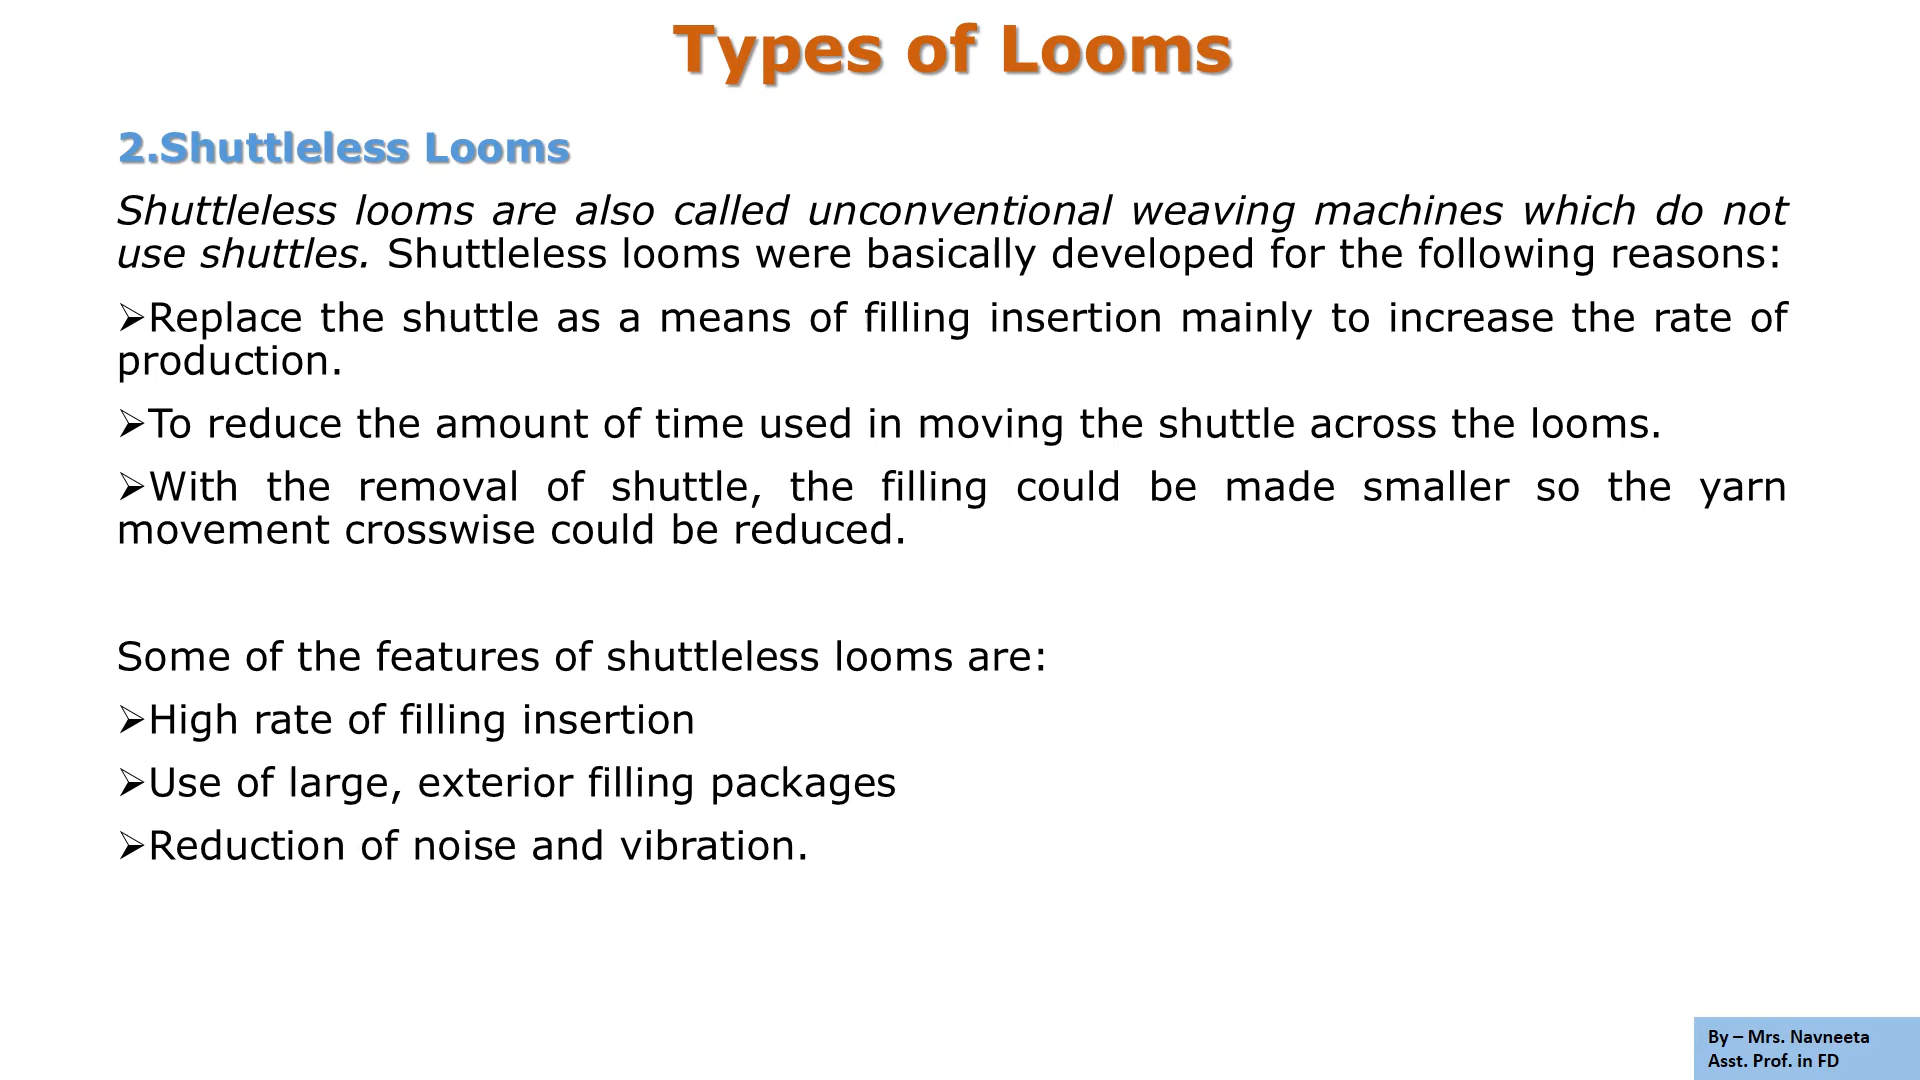 Types of Looms
2.Shuttleless Looms
Shuttleless looms are also called unconventional weaving machines which do not
use shuttles. Shuttleless looms were basically developed for the following reasons:
➢Replace the shuttle as a means of filling insertion mainly to increase the rate of
production.
➢To reduce the amount of time used in moving the shuttle across the looms.
➢With the removal of shuttle, the filling could be made smaller so the yarn
movement crosswise could be reduced.
Some of the features of shuttleless looms are:
➢High rate of filling insertion
➢Use of large, exterior filling packages
➢Reduction of noise and vibration.
By – Mrs. Navneeta
Asst. Prof. in FD